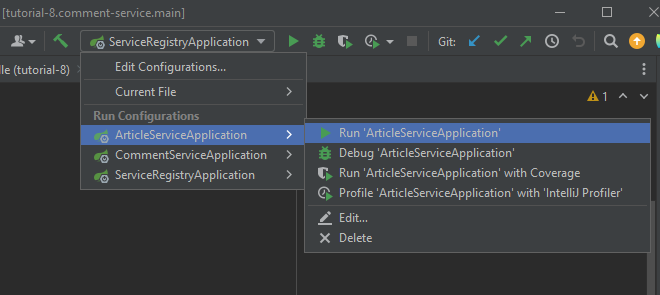 [tutorial-8.comment-service.main]
ServiceRegistryApplication
Git:
lle (tutorial-8)
Edit Configurations...
Current File
1
Run Configurations
ArticleServiceApplication
Run 'ArticleServiceApplication'
CommentServiceApplication
Debug 'ArticleServiceApplication'
ServiceRegistryApplication
Run 'ArticleServiceApplication' with Coverage
Profile 'ArticleServiceApplication' with 'IntelliJ Profiler'
Edit...
Delete